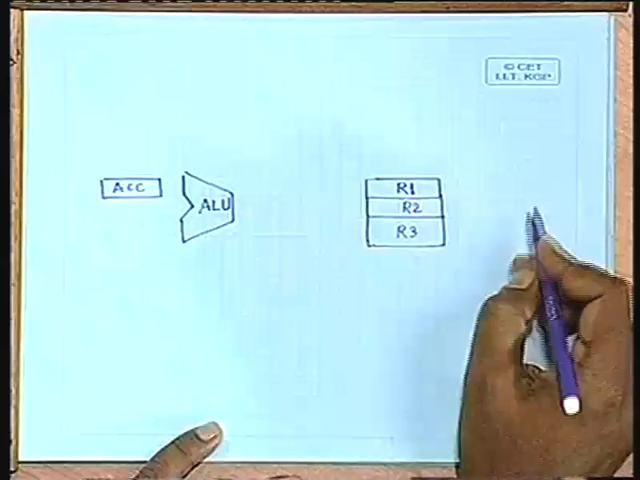 © CET
I.I.T. KGP
ACC
ALU
R1
R2
R3